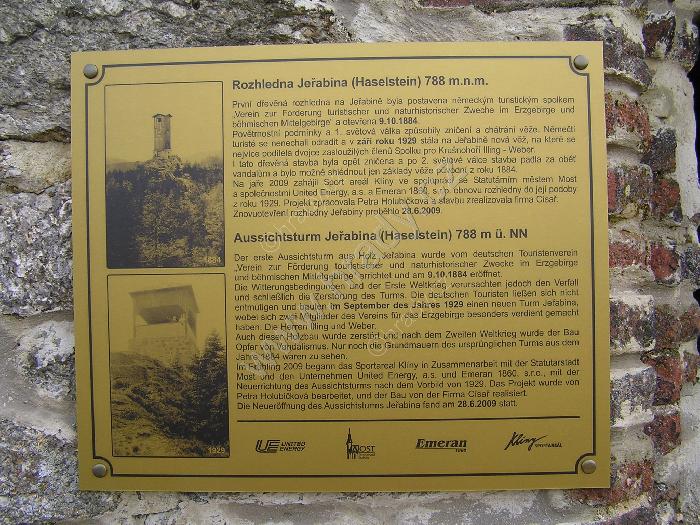 Rozhledna Jeřabina (Haselstein) 788 m.n.m.
První dřevěná rozhledna na Jeřabině byla postavena německým turistickým spolkem
„Verein zur Förderung turistischer und naturhistorischer Zweche im Erzgebirge und
böhmischen Mittelgebirge“ a otevřena 9.10.1884.
Povětrnostní podmínky a 1. světová válka způsobily zničení a chátrání věže. Němečtí
turisté se nenechali odradit a v září roku 1929 stála na Jeřabině nová věž, na které se
nejvíce podílela dvojce zasloužilých členů Spolku pro Krušnohoří Illing - Weber.
I tato dřevěná stavba byla opět zničena a po 2. světové válce stavba padla za oběť
vandalům a bylo možné shlédnout jen základy věže původní z roku 1884.
Na jaře 2009 zahájil Sport areál Klíny ve spolupráci se Statutárním městem Most
a společnostmi United Energy, a.s. a Emeran 1860, s.r.o. obnovu rozhledny do její podoby
z roku 1929. Projekt zpracovala Petra Holubičková a stavbu zrealizovala firma Císař.
Znovuotevření rozhledny Jeřabiny proběhlo 28.6.2009.
Aussichtsturm Jeřabina (Haselstein) 788 m ü. NN
Der erste Aussichtsturm aus Holz Jeřabina wurde vom deutschen Touristenverein
„Verein zur Förderung touristischer und naturhistorischer Zwecke im Erzgebirge
und böhmischen Mittelgebirge“ errichtet und am 9.10.1884 eröffnet.
Die Witterungsbedingungen und der Erste Weltkrieg verursachten jedoch den Verfall
und schließlich die Zerstörung des Turms. Die deutschen Touristen ließen sich nicht
entmutigen und bauten im September des Jahres 1929 einen neuen Turm Jeřabina,
wobei sich zwei Mitglieder des Vereins für das Erzgebirge besonders verdient gemacht
haben. Die Herren Illing und Weber.
Auch dieser Holzbau wurde zerstört und nach dem Zweiten Weltkrieg wurde der Bau
Opfer von Vandalismus. Nur noch die Grundmauern des ursprünglichen Turms aus dem
Jahre 1884 waren zu sehen.
Im Frühling 2009 begann das Sportareal Klíny in Zusammenarbeit mit der Statutarstadt
Most und den Unternehmen United Energy, a.s. und Emeran 1860, s.r.o., mit der
Neuerrichtung des Aussichtsturms nach dem Vorbild von 1929. Das Projekt wurde von
Petra Holubičková bearbeitet, und der Bau von der Firma Císař realisiert.
Die Neueröffnung des Aussichtsturms Jeřabina fand am 28.6.2009 statt.
1884
1929
UE UNITED ENERGY
MOST
Emeran
1860
Klíny